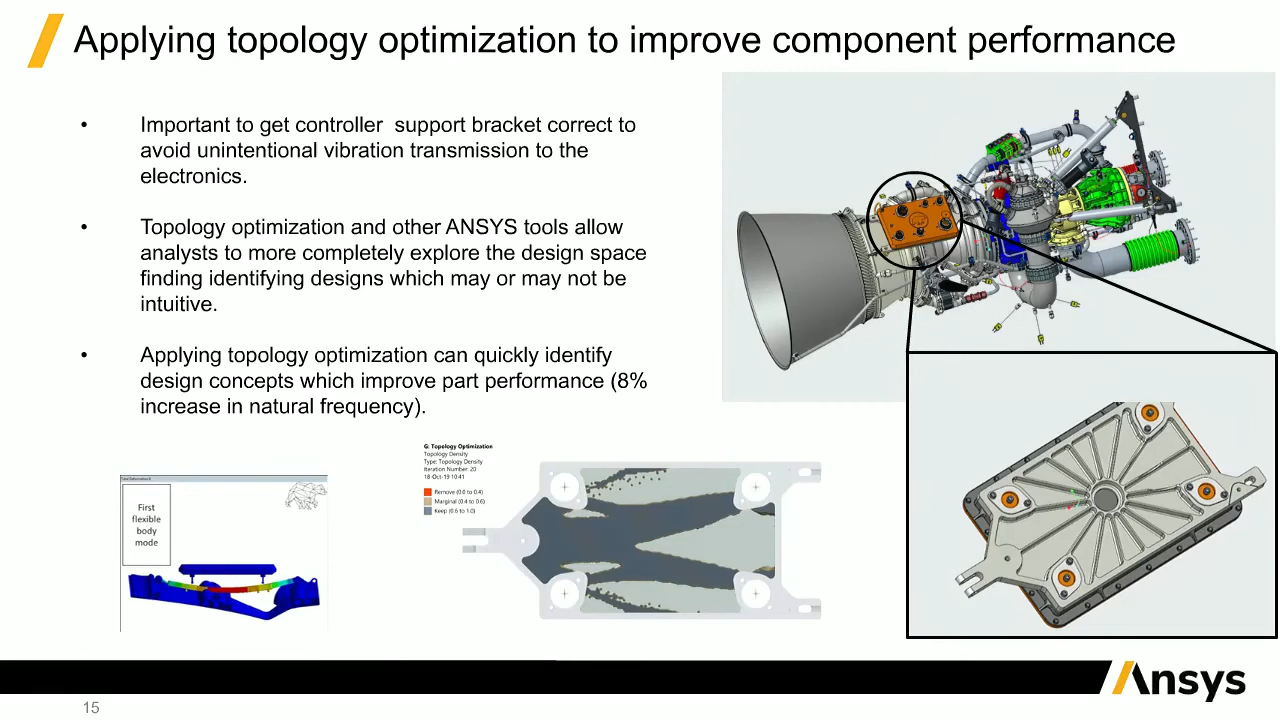 Applying topology optimization to improve component performance
• Important to get controller  support bracket correct to
avoid unintentional vibration transmission to the
electronics.
• Topology optimization and other ANSYS tools allow
analysts to more completely explore the design space
finding identifying designs which may or may not be
intuitive.
• Applying topology optimization can quickly identify
design concepts which improve part performance (8%
increase in natural frequency).
G: Topology Optimization
Topology Density
Type: Topology Density
Iteration Number: 20
18-Oct-19 10:41
Remove (0.0 to 0.4)
Marginal (0.4 to 0.6)
Keep (0.6 to 1.0)
First
flexible
body
mode
Ansys
15